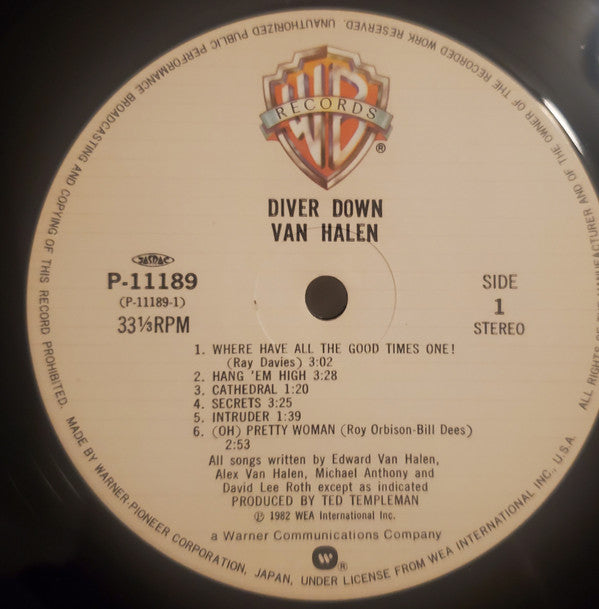 WB
RECORDS
®
DIVER DOWN
VAN HALEN
JASRAC
P-11189
(P-11189-1)
33⅓RPM
SIDE
1
STEREO
1. WHERE HAVE ALL THE GOOD TIMES ONE!
(Ray Davies) 3:02
2. HANG 'EM HIGH 3:28
3. CATHEDRAL 1:20
4. SECRETS 3:25
5. INTRUDER 1:39
6. (OH) PRETTY WOMAN (Roy Orbison-Bill Dees)
2:53
All songs written by Edward Van Halen,
Alex Van Halen, Michael Anthony and
David Lee Roth except as indicated
PRODUCED BY TED TEMPLEMAN
℗ 1982 WEA International Inc.
a Warner Communications Company
W ®
MADE BY WARNER-PIONEER CORPORATION, JAPAN, UNDER LICENSE FROM WEA INTERNATIONAL INC., U.S.A.
ALL RIGHTS OF THE MANUFACTURER AND OF THE OWNER OF THE RECORDED WORK RESERVED. UNAUTHORIZED PUBLIC PERFORMANCE BROADCASTING AND COPYING OF THIS RECORD PROHIBITED.